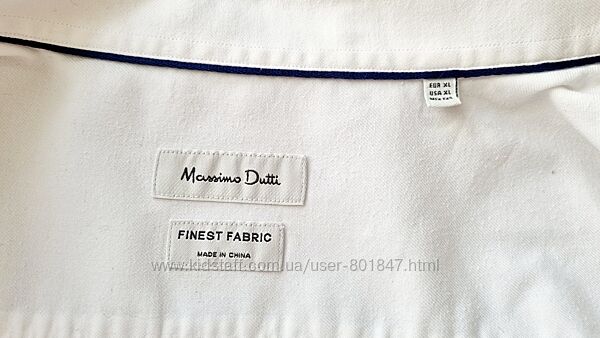 EUR XL
USA XL
Massimo Dutti
FINEST FABRIC
MADE IN CHINA
www.kidstaff.com.ua/user-801847.html